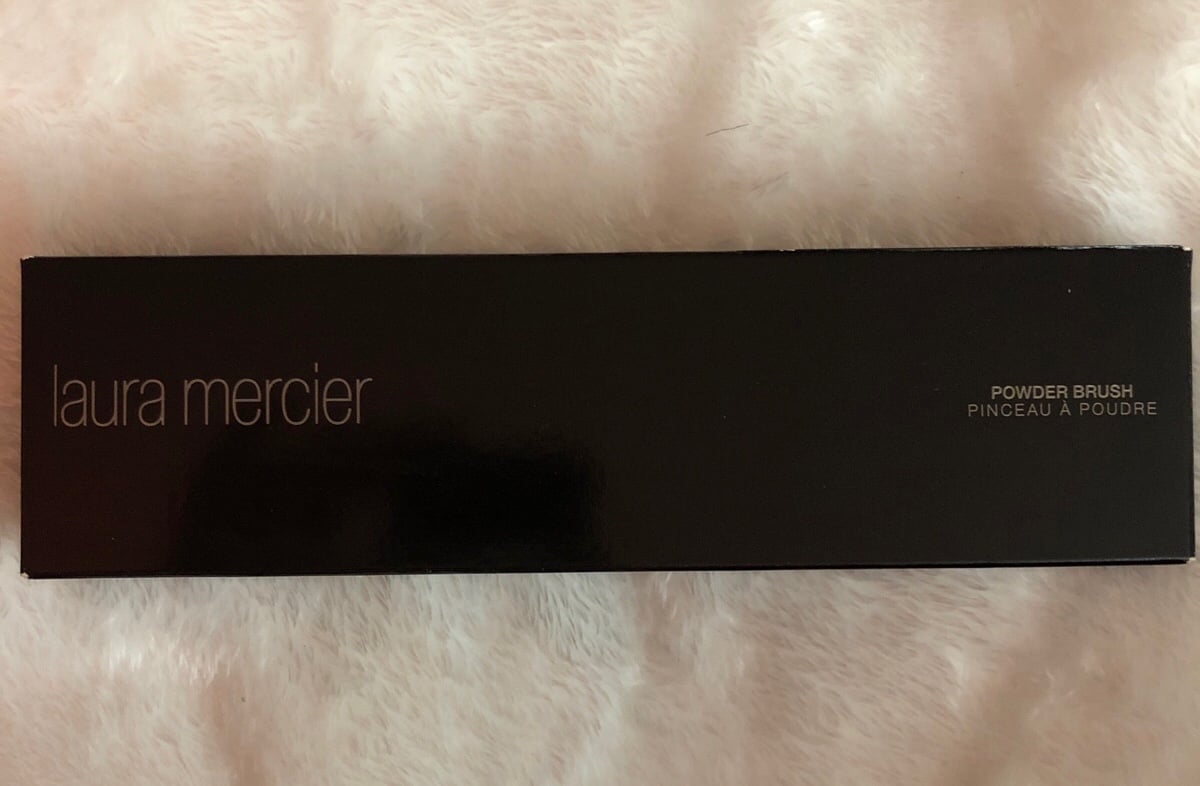 laura mercier
POWDER BRUSH
PINCEAU À POUDRE